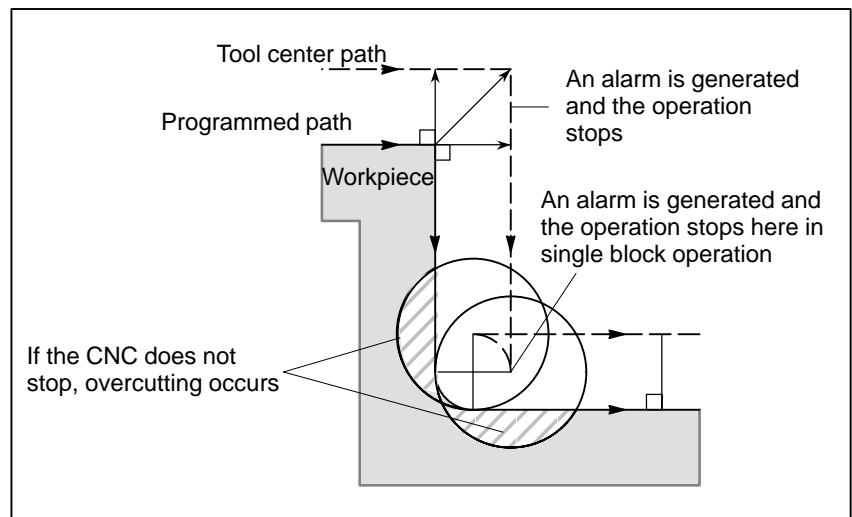 Tool center path
An alarm is generated
and the operation
stops
Programmed path
Workpiece
An alarm is generated and
the operation stops here in
single block operation
If the CNC does not
stop, overcutting occurs